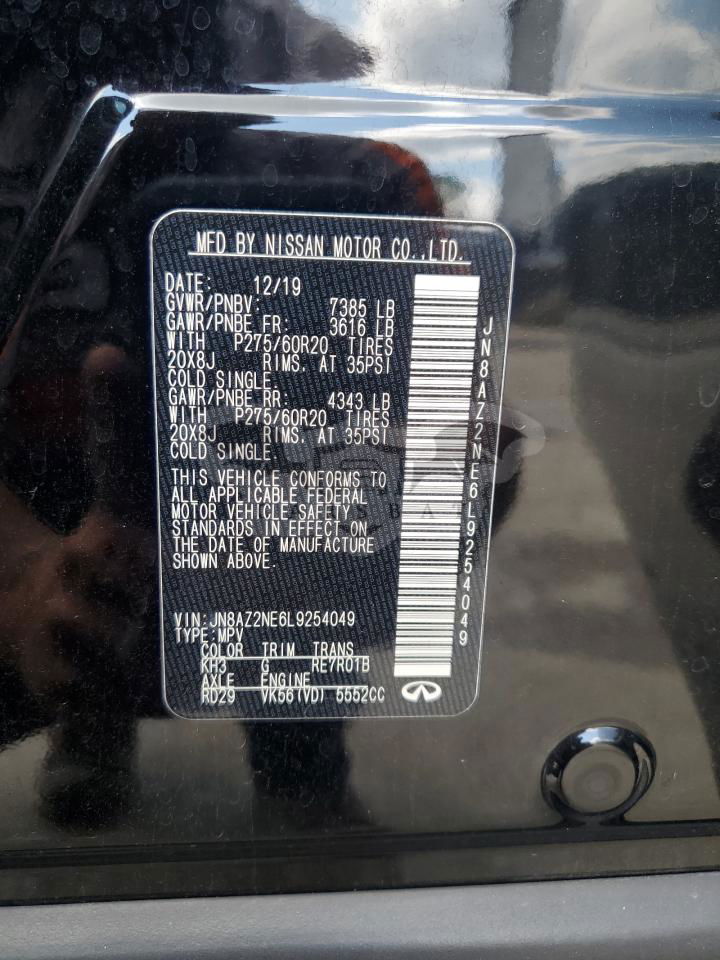 MFD BY NISSAN MOTOR CO.,LTD.
DATE: 12/19
GVWR/PNBV: 7385 LB
GAWR/PNBE FR: 3616 LB
WITH P275/60R20 TIRES
20X8J RIMS, AT 35PSI
COLD SINGLE
GAWR/PNBE RR: 4343 LB
WITH P275/60R20 TIRES
20X8J RIMS, AT 35PSI
COLD SINGLE
THIS VEHICLE CONFORMS TO
ALL APPLICABLE FEDERAL
MOTOR VEHICLE SAFETY
STANDARDS IN EFFECT ON
THE DATE OF MANUFACTURE
SHOWN ABOVE.
VIN:JN8AZ2NE6L9254049
TYPE:MPV
COLOR TRIM TRANS
KH3 G RE7R01B
AXLE ENGINE
RD29 VK56(VD) 5552CC
JN8AZ2NE6L9254049